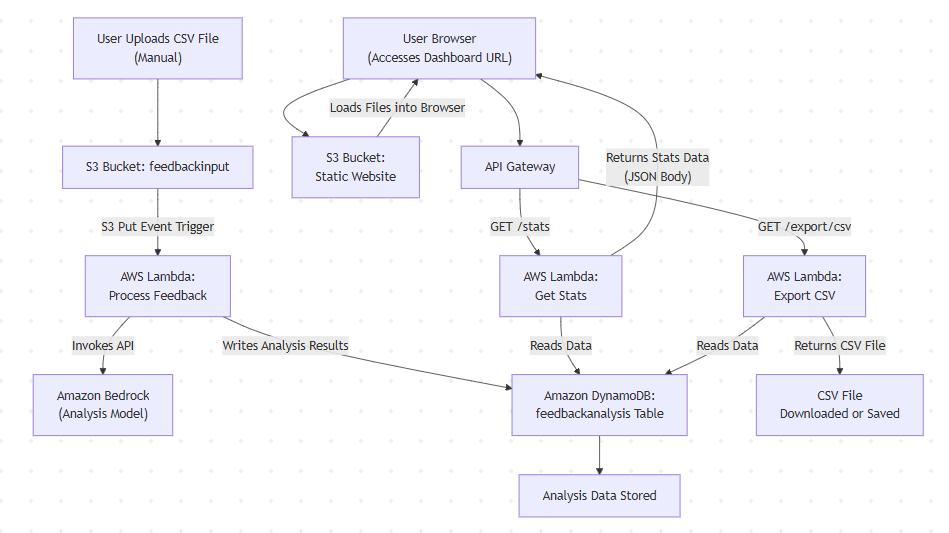 User Uploads CSV File
(Manual)
User Browser
(Accesses Dashboard URL)
Loads Files into Browser
S3 Bucket: feedbackinput
S3 Bucket:
Static Website
API Gateway
Returns Stats Data
(JSON Body)
S3 Put Event Trigger
GET /stats
GET /export/csv
AWS Lambda:
Process Feedback
AWS Lambda:
Get Stats
AWS Lambda:
Export CSV
Invokes API
Writes Analysis Results
Reads Data
Reads Data
Returns CSV File
Amazon Bedrock
(Analysis Model)
Amazon DynamoDB:
feedbackanalysis Table
CSV File
Downloaded or Saved
Analysis Data Stored